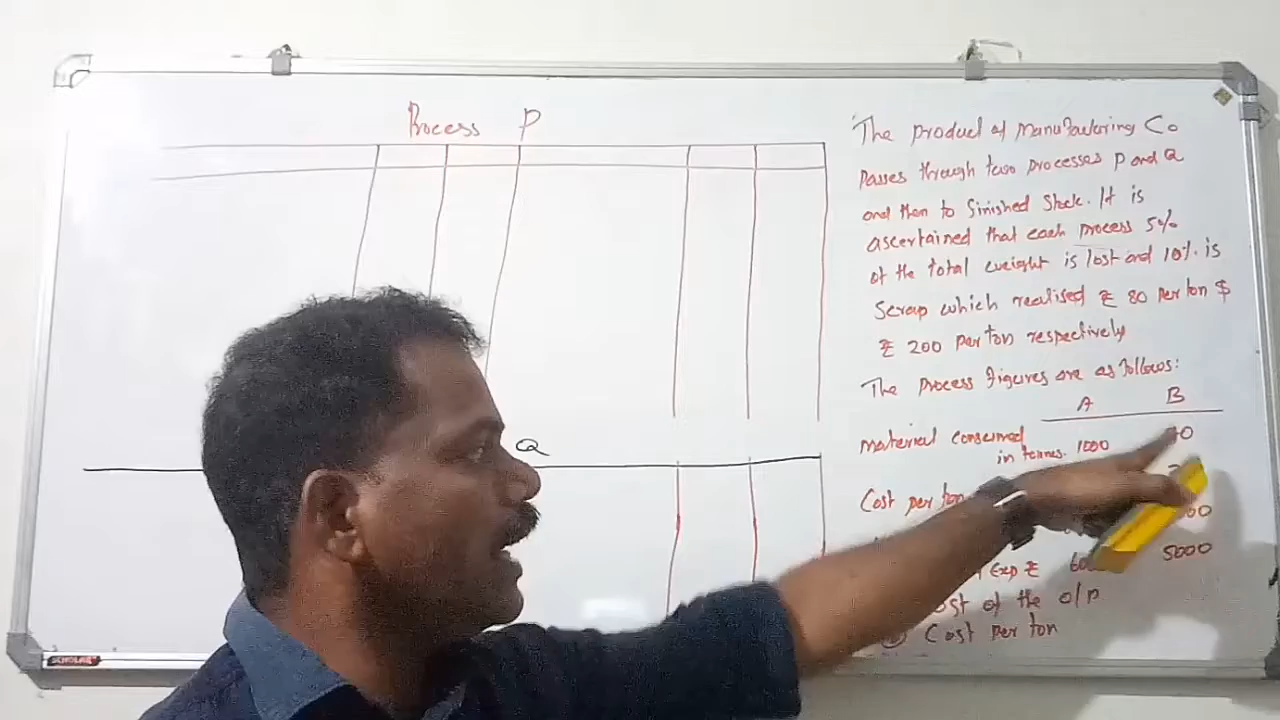 Process P
Q
The Product of Manufacturing Co
Passes through two Processes P and Q
and then to finished stock. It is
ascertained that each process 5%
of the total weight is lost and 10% is
Scrap which realised ₹ 80 per ton $
₹ 200 per ton respectively
The Process figures are as follows:
A B
Material consumed
in tonnes. 1000
Cost per ton
Exp ₹ 5000
of the o/p
Cost per ton
SCHOLAR